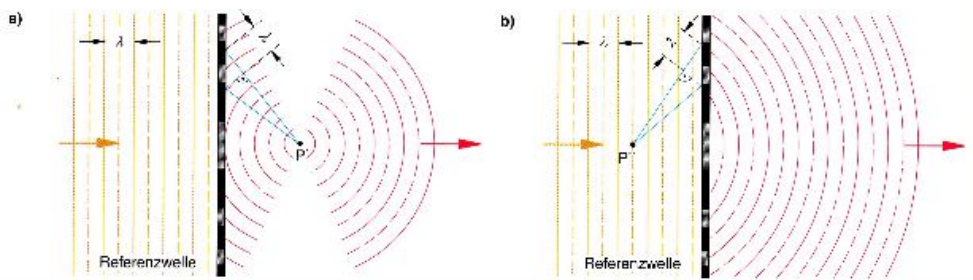 a)
λ
λ
P'
Referenzwelle
b)
λ
λ
P''
Referenzwelle